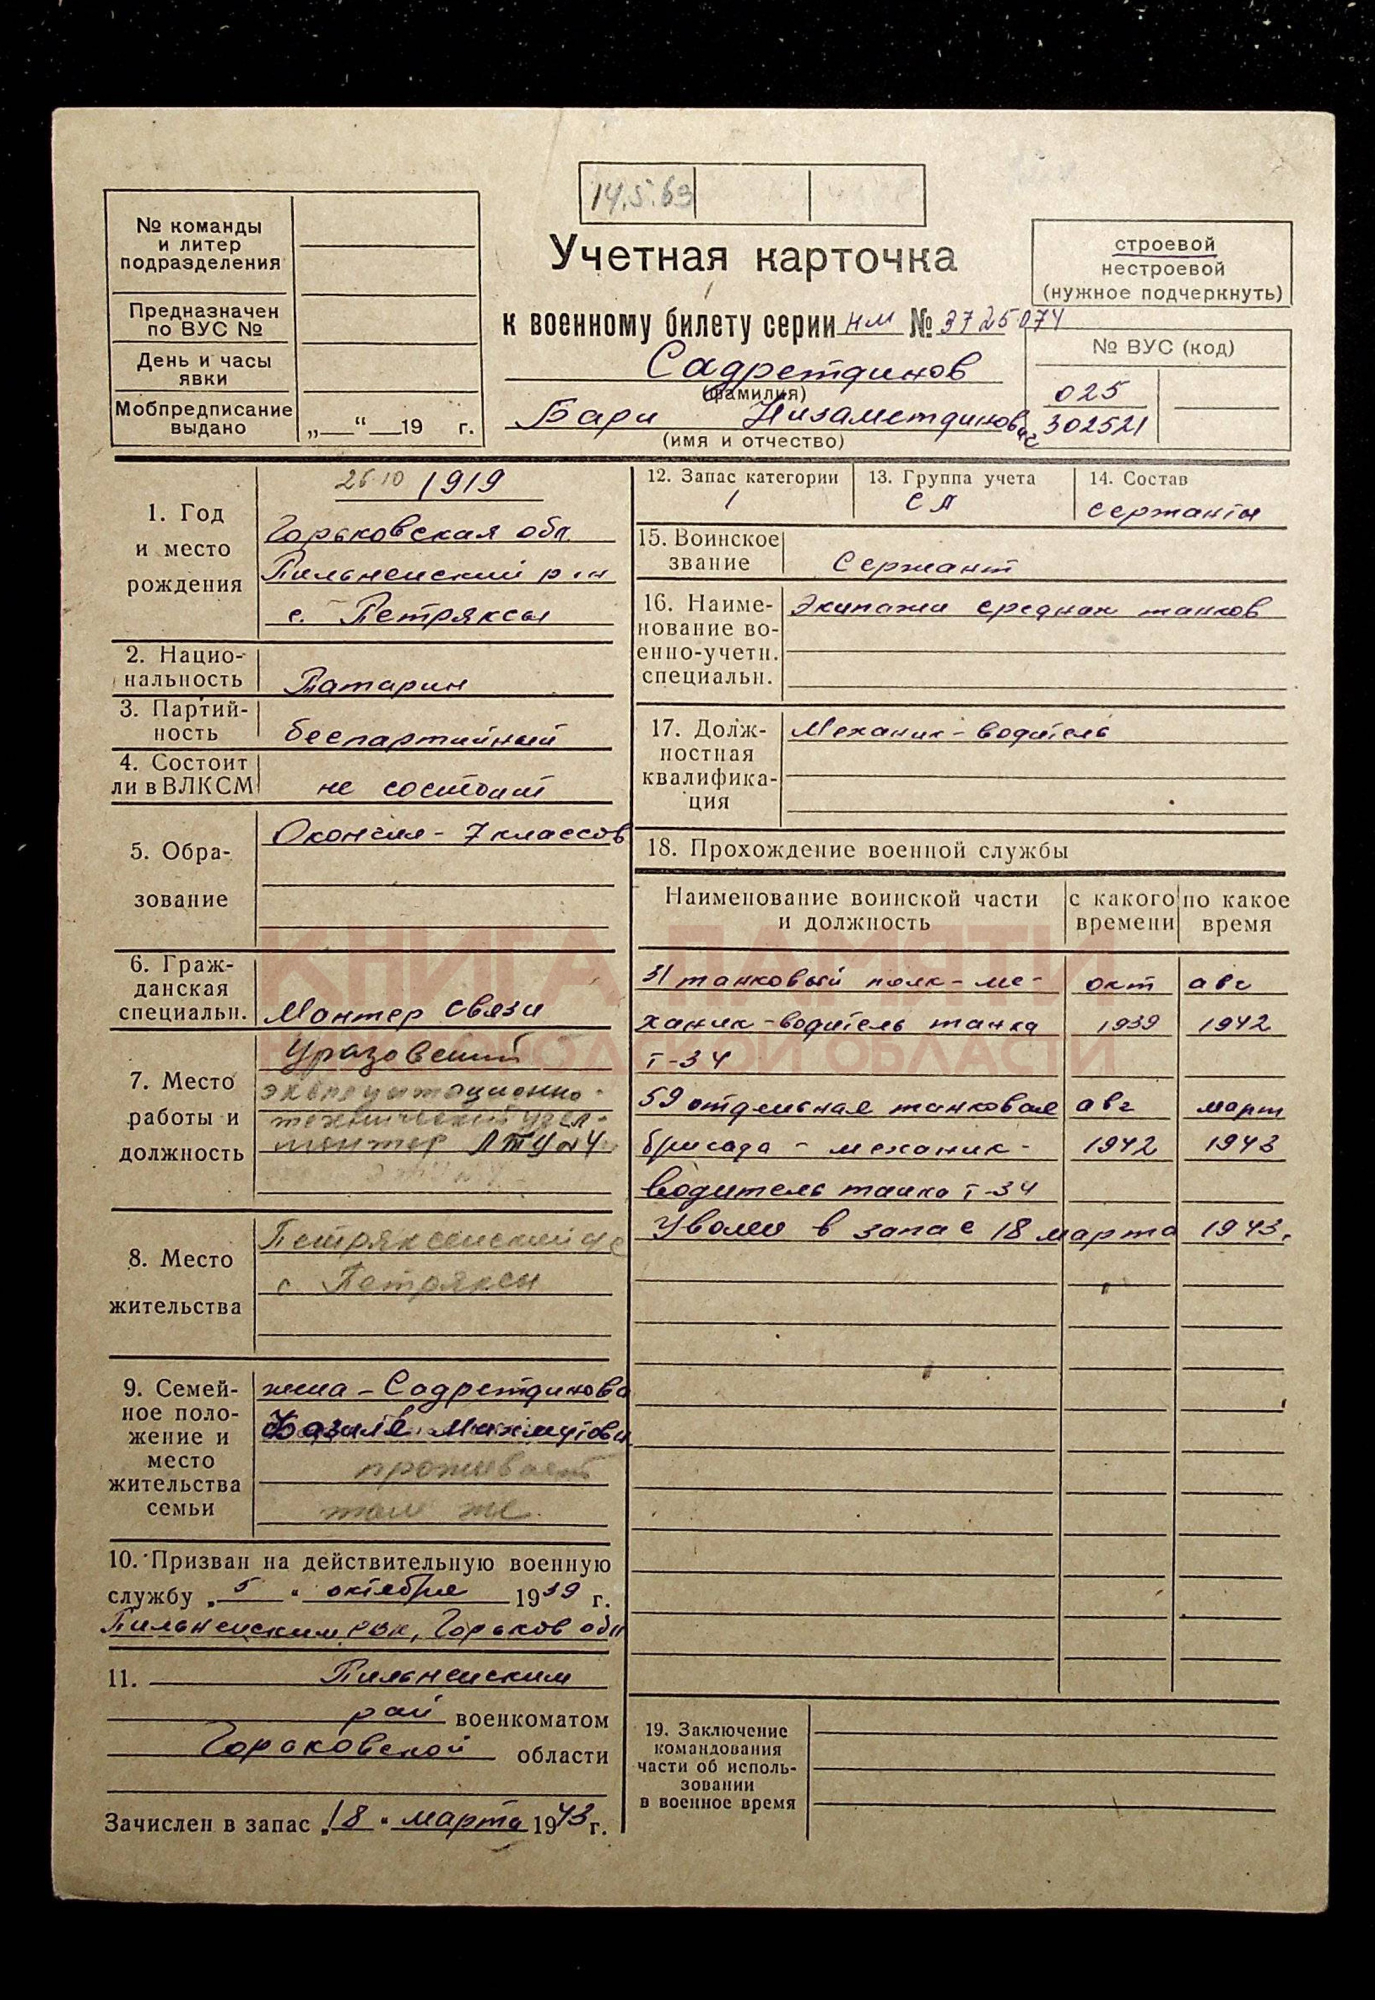 14.5.63
№ команды
и литер
подразделения
Предназначен
по ВУС №
День и часы
явки
Мобпредписание
выдано
„ “ 19 г.
Учетная карточка
к военному билету серии НМ № 3725074
Садретдинов
(фамилия)
Бари Низаметдинович
(имя и отчество)
строевой
нестроевой
(нужное подчеркнуть)
№ ВУС (код)
025
302521
1. Год
и место
рождения
26.10 1919
Горьковская обл
Пильненский р-н
с. Петряксы
2. Нацио-
нальность
Татарин
3. Партий-
ность
беспартийный
4. Состоит
ли в ВЛКСМ
не состоит
5. Обра-
зование
Окончил - 7 классов
6. Граж-
данская
специальн.
Монтер связи
7. Место
работы и
должность
Уразовский
эксплуатационно-
технический узел-
монтер ЛТУ №4
8. Место
жительства
Петряксинский
с. Петряксы
9. Семей-
ное поло-
жение и
место
жительства
семьи
жена - Садретдинова
Махмутовн
проживает
там же
10. Призван на действительную военную
службу „5“ октября 1939 г.
Пильненским РВК, Горьков обл
11. Пильненским
рай военкоматом
Горьковской области
Зачислен в запас „18“ марта 1943 г.
12. Запас категории
1
13. Группа учета
СА
14. Состав
сержанты
15. Воинское
звание
Сержант
16. Наиме-
нование во-
енно-учетн.
специальн.
Экипажи средних танков
17. Долж-
ностная
квалифика-
ция
Механик - водитель
18. Прохождение военной службы
Наименование воинской части
и должность
с какого
времени
по какое
время
31 танковый полк - ме- окт авг
ханик - водитель танка 1939 1942
Т-34
59 отдельная танковая авг март
бригада - механик- 1942 1943
водитель танка Т-34
Уволен в запас 18 марта 1943 г.
19. Заключение
командования
части об исполь-
зовании
в военное время
КНИГА ПАМЯТИ
НИЖЕГОРОДСКОЙ ОБЛАСТИ